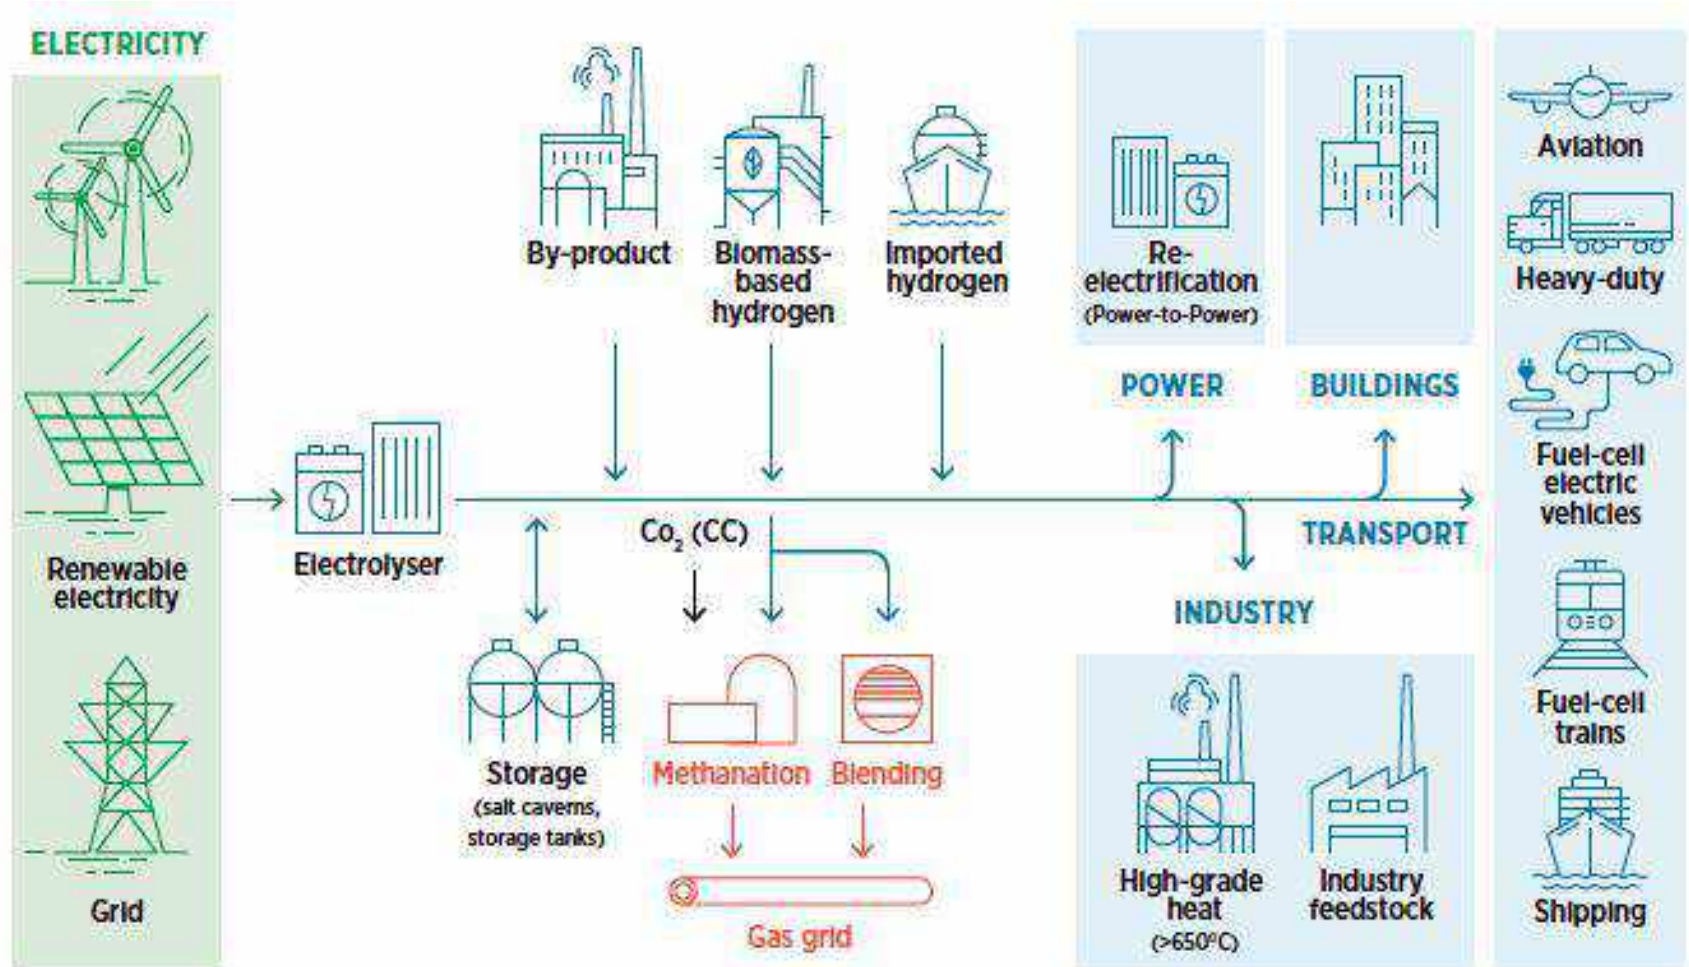 ELECTRICITY
Renewable
electricity
Grid
Electrolyser
By-product
Biomass-
based
hydrogen
Imported
hydrogen
Co₂ (CC)
Storage
(salt caverns,
storage tanks)
Methanation
Blending
Gas grid
Re-
electrification
(Power-to-Power)
POWER
BUILDINGS
TRANSPORT
INDUSTRY
High-grade
heat
(>650°C)
Industry
feedstock
Aviation
Heavy-duty
Fuel-cell
electric
vehicles
Fuel-cell
trains
Shipping